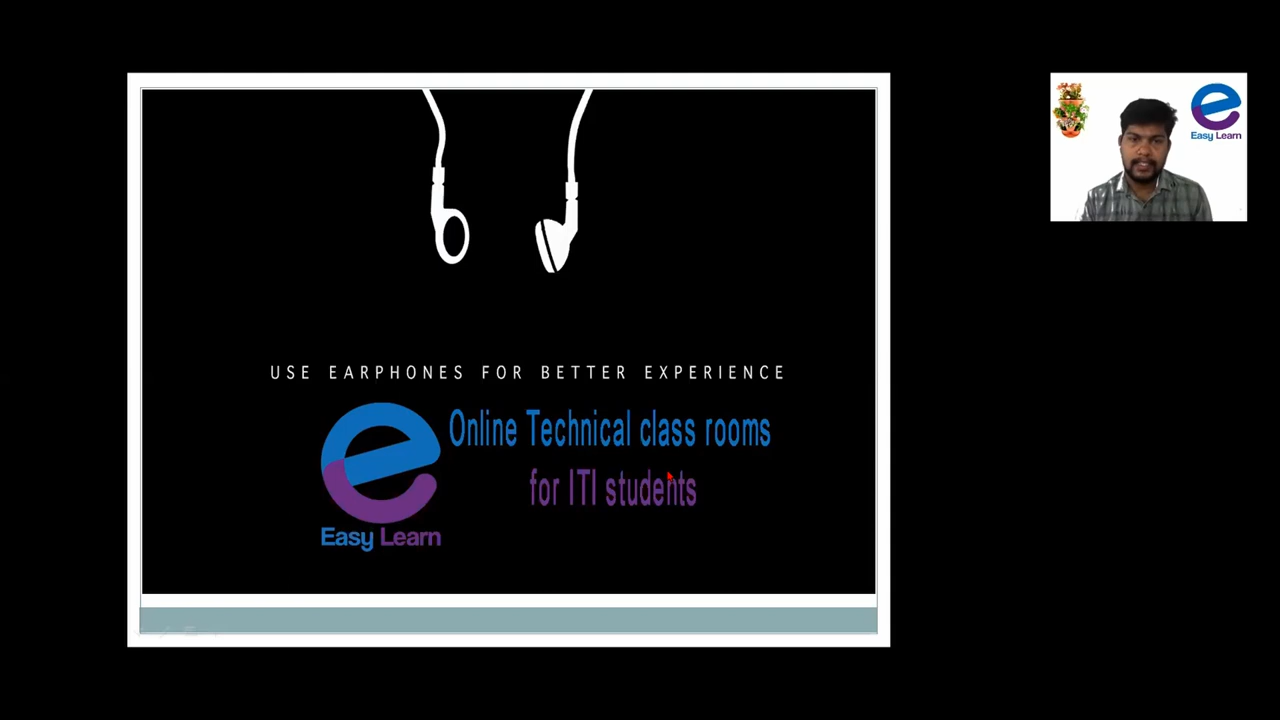 USE EARPHONES FOR BETTER EXPERIENCE
Online Technical class rooms
for ITI students
Easy Learn
Easy Learn